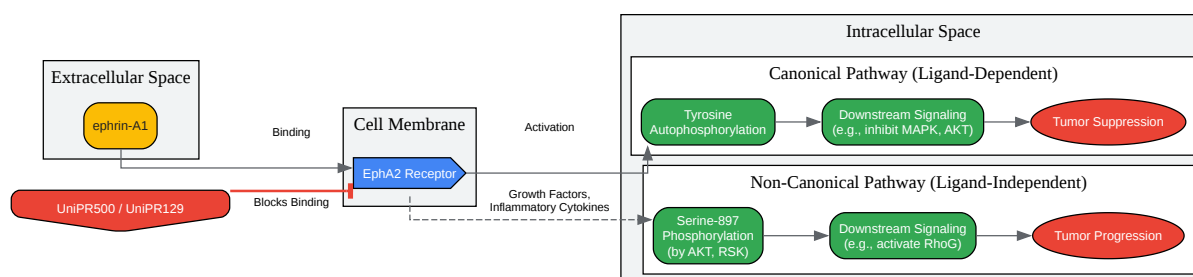 Intracellular Space
Canonical Pathway (Ligand-Dependent)
Extracellular Space
ephrin-A1
Binding
Cell Membrane
Activation
Tyrosine
Autophosphorylation
Downstream Signaling
(e.g., inhibit MAPK, AKT)
Tumor Suppression
EphA2 Receptor
UniPR500 / UniPR129
Blocks Binding
Growth Factors,
Inflammatory Cytokines
Non-Canonical Pathway (Ligand-Independent)
Serine-897
Phosphorylation
(by AKT, RSK)
Downstream Signaling
(e.g., activate RhoG)
Tumor Progression